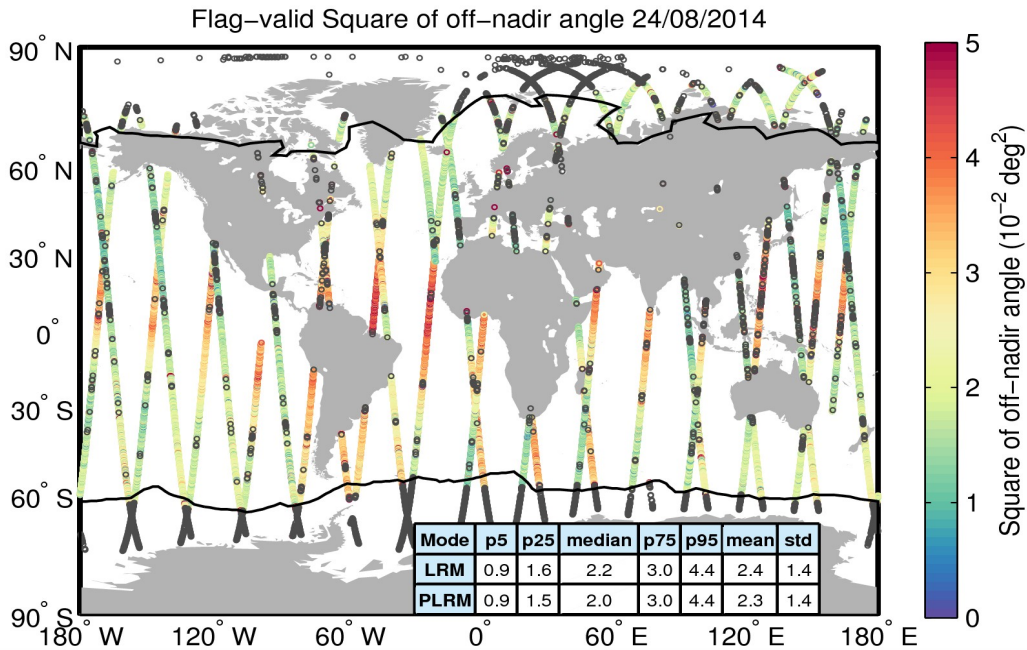 Flag−valid Square of off−nadir angle 24/08/2014
90° N
60° N
30° N
0°
30° S
60° S
90° S
180° W
120° W
60° W
0°
60° E
120° E
180° E
Mode p5 p25 median p75 p95 mean std
LRM 0.9 1.6 2.2 3.0 4.4 2.4 1.4
PLRM 0.9 1.5 2.0 3.0 4.4 2.3 1.4
5
4
3
2
1
0
Square of off−nadir angle (10⁻² deg²)